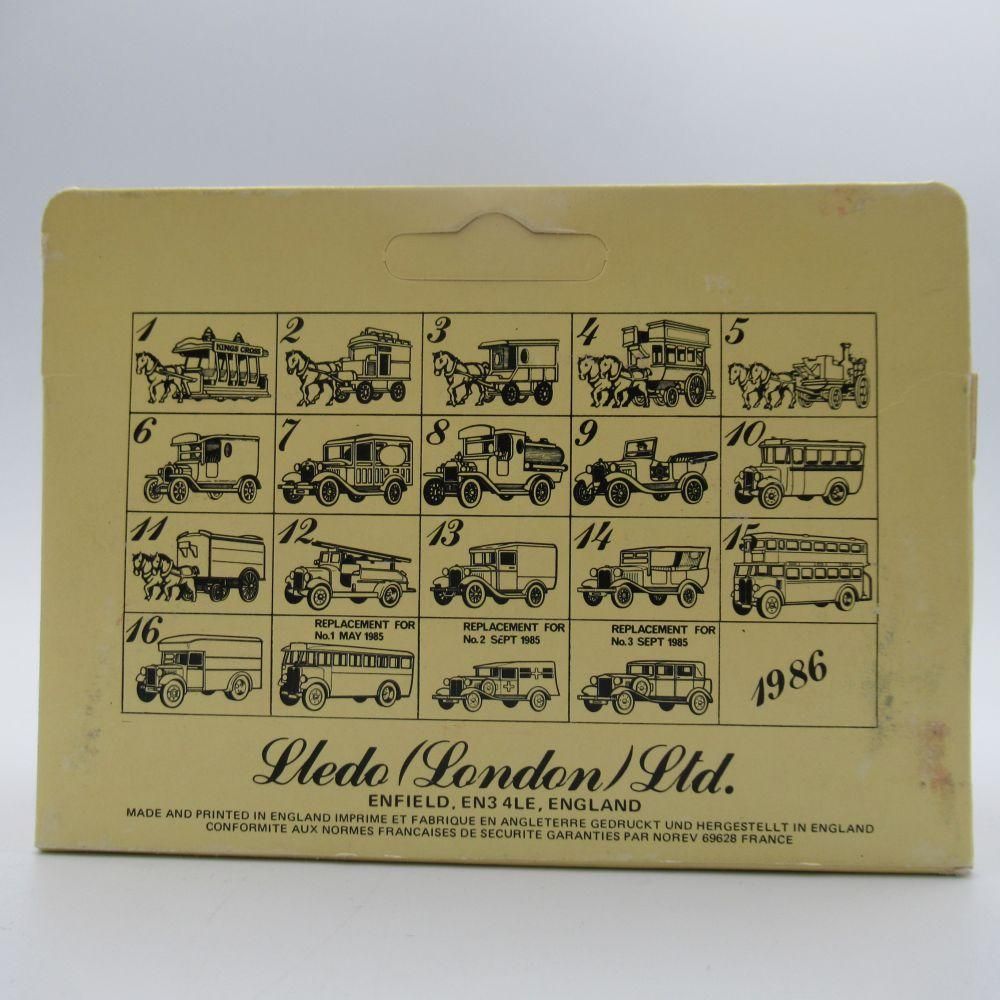 1 KINGS CROSS 2 3 4 5
6 7 8 9 10
11 12 13 14 15
16
REPLACEMENT FOR
No.1 MAY 1985
REPLACEMENT FOR
No.2 SEPT 1985
REPLACEMENT FOR
No.3 SEPT 1985
1986
Lledo (London) Ltd.
ENFIELD, EN3 4LE, ENGLAND
MADE AND PRINTED IN ENGLAND IMPRIME ET FABRIQUE EN ANGLETERRE GEDRUCKT UND HERGESTELLT IN ENGLAND
CONFORMITE AUX NORMES FRANCAISES DE SECURITE GARANTIES PAR NOREV 69628 FRANCE